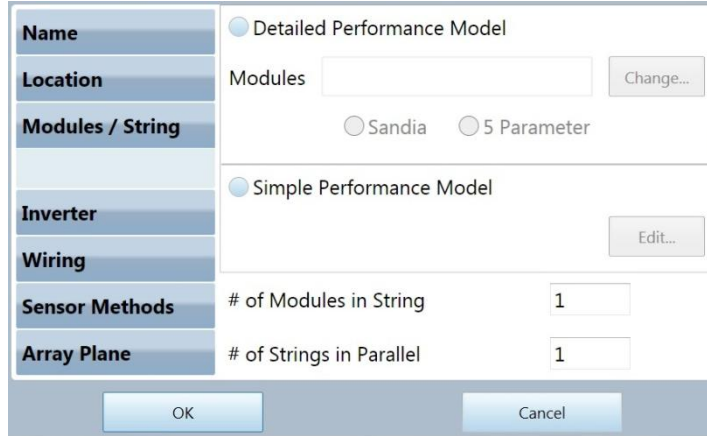 Name
Location
Modules / String
Inverter
Wiring
Sensor Methods
Array Plane
Detailed Performance Model
Modules
Change...
Sandia 5 Parameter
Simple Performance Model
Edit...
# of Modules in String 1
# of Strings in Parallel 1
OK
Cancel